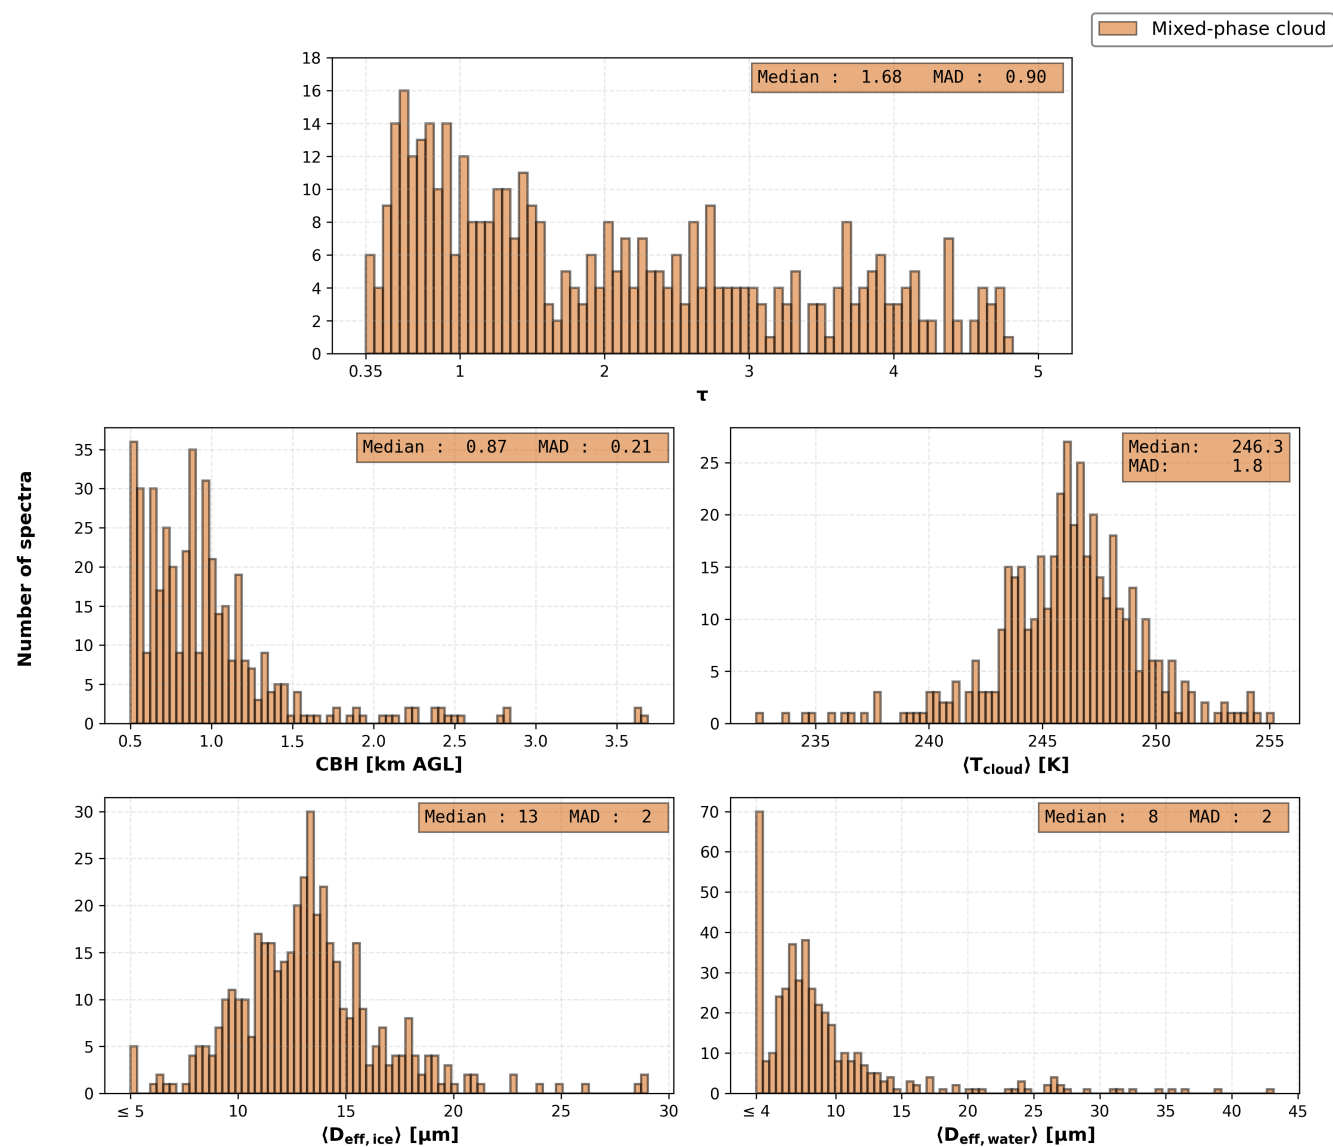 Mixed-phase cloud
Median : 1.68 MAD : 0.90
18
16
14
12
10
8
6
4
2
0
0.35 1 2 3 4 5
τ
Number of spectra
Median : 0.87 MAD : 0.21
35
30
25
20
15
10
5
0
0.5 1.0 1.5 2.0 2.5 3.0 3.5
CBH [km AGL]
Median: 246.3
MAD: 1.8
25
20
15
10
5
0
235 240 245 250 255
⟨Tcloud⟩ [K]
Median : 13 MAD : 2
30
25
20
15
10
5
0
≤ 5 10 15 20 25 30
⟨Deff, ice⟩ [µm]
Median : 8 MAD : 2
70
60
50
40
30
20
10
0
≤ 4 10 15 20 25 30 35 40 45
⟨Deff, water⟩ [µm]